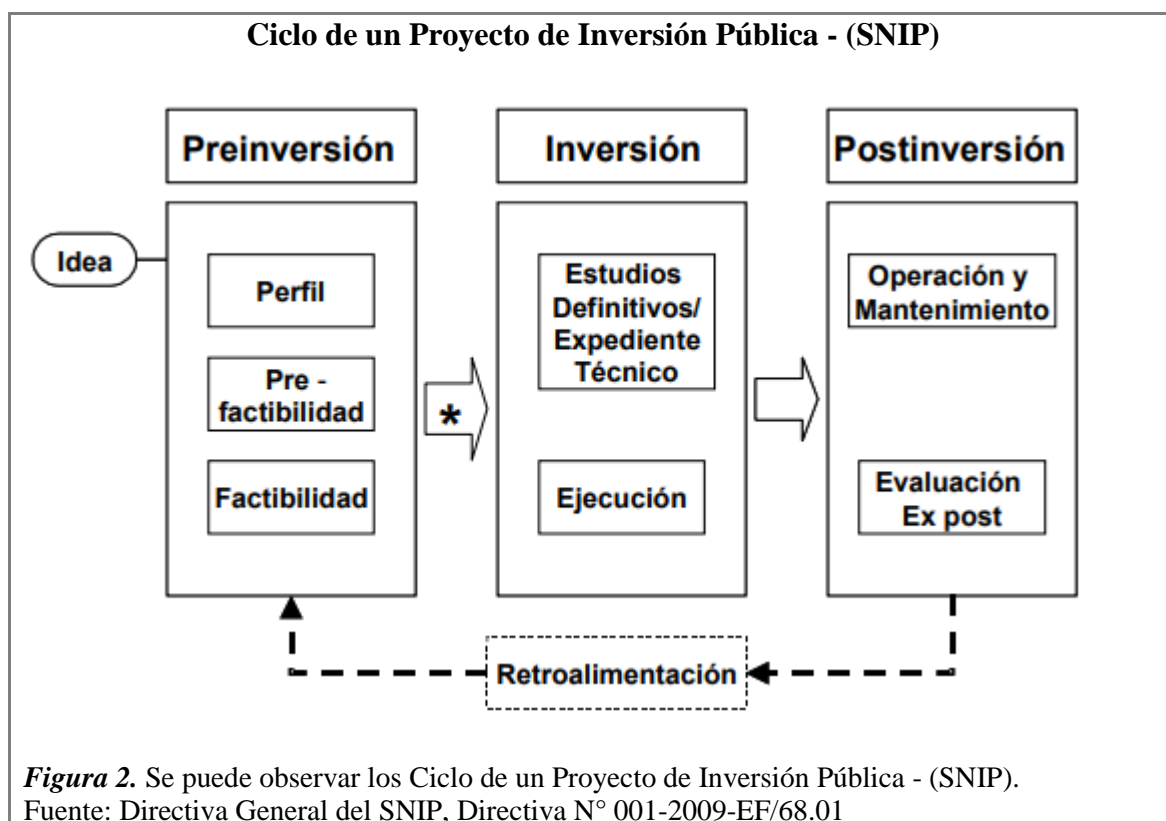 Ciclo de un Proyecto de Inversión Pública - (SNIP)
Preinversión
Inversión
Postinversión
Idea
Perfil
Pre -
factibilidad
Factibilidad
*
Estudios
Definitivos/
Expediente
Técnico
Ejecución
Operación y
Mantenimiento
Evaluación
Ex post
Retroalimentación
Figura 2. Se puede observar los Ciclo de un Proyecto de Inversión Pública - (SNIP).
Fuente: Directiva General del SNIP, Directiva N° 001-2009-EF/68.01